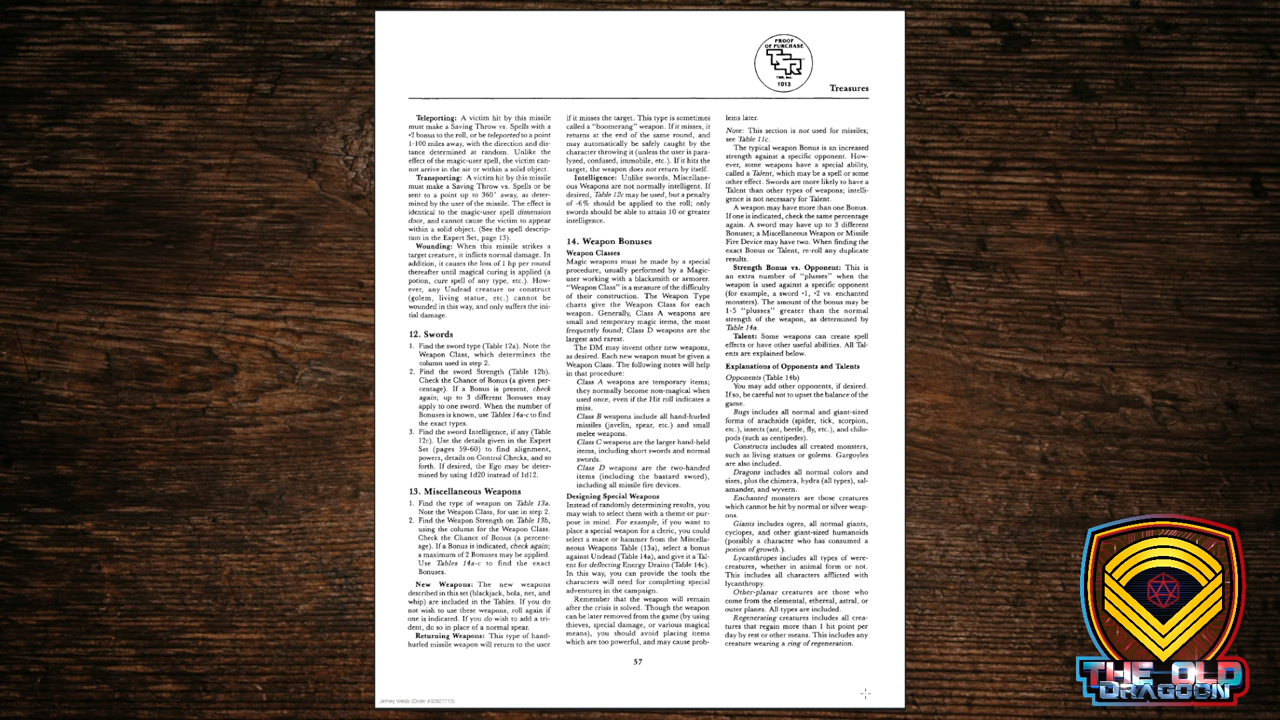 PROOF
OF PURCHASE
TSR, Inc.
1013
Treasures
Teleporting: A victim hit by this missile
must make a Saving Throw vs. Spells with a
+2 bonus to the roll, or be teleported to a point
1-100 miles away, with the direction and dis-
tance determined at random. Unlike the
effect of the magic-user spell, the victim can-
not arrive in the air or within a solid object.
Transporting: A victim hit by this missile
must make a Saving Throw vs. Spells or be
sent to a point up to 360' away, as deter-
mined by the user of the missile. The effect is
identical to the magic-user spell dimension
door, and cannot cause the victim to appear
within a solid object. (See the spell descrip-
tion in the Expert Set, page 13).
Wounding: When this missile strikes a
target creature, it inflicts normal damage. In
addition, it causes the loss of 1 hp per round
thereafter until magical curing is applied (a
potion, cure spell of any type, etc.). How-
ever, any Undead creature or construct
(golem, living statue, etc.) cannot be
wounded in this way, and only suffers the ini-
tial damage.
12. Swords
1. Find the sword type (Table 12a). Note the
Weapon Class, which determines the
column used in step 2.
2. Find the sword Strength (Table 12b).
Check the Chance of Bonus (a given per-
centage). If a Bonus is present, check
again; up to 3 different Bonuses may
apply to one sword. When the number of
Bonuses is known, use Tables 14a-c to find
the exact types.
3. Find the sword Intelligence, if any (Table
12c). Use the details given in the Expert
Set (pages 59-60) to find alignment,
powers, details on Control Checks, and so
forth. If desired, the Ego may be deter-
mined by using 1d20 instead of 1d12.
13. Miscellaneous Weapons
1. Find the type of weapon on Table 13a.
Note the Weapon Class, for use in step 2.
2. Find the Weapon Strength on Table 13b,
using the column for the Weapon Class.
Check the Chance of Bonus (a percent-
age). If a Bonus is indicated, check again;
a maximum of 2 Bonuses may be applied.
Use Tables 14a-c to find the exact
Bonuses.
New Weapons: The new weapons
described in this set (blackjack, bola, net, and
whip) are included in the Tables. If you do
not wish to use these weapons, roll again if
one is indicated. If you do wish to add a tri-
dent, do so in place of a normal spear.
Returning Weapons: This type of hand-
hurled missile weapon will return to the user
if it misses the target. This type is sometimes
called a "boomerang" weapon. If it misses, it
returns at the end of the same round, and
may automatically be safely caught by the
character throwing it (unless the user is para-
lyzed, confused, immobile, etc.). If it hits the
target, the weapon does not return by itself.
Intelligence: Unlike swords, Miscellane-
ous Weapons are not normally intelligent. If
desired, Table 12c may be used, but a penalty
of -6% should be applied to the roll; only
swords should be able to attain 10 or greater
intelligence.
14. Weapon Bonuses
Weapon Classes
Magic weapons must be made by a special
procedure, usually performed by a Magic-
user working with a blacksmith or armorer.
"Weapon Class" is a measure of the difficulty
of their construction. The Weapon Type
charts give the Weapon Class for each
weapon. Generally, Class A weapons are
small and temporary magic items, the most
frequently found; Class D weapons are the
largest and rarest.
The DM may invent other new weapons,
as desired. Each new weapon must be given a
Weapon Class. The following notes will help
in that procedure:
Class A weapons are temporary items;
they normally become non-magical when
used once, even if the Hit roll indicates a
miss.
Class B weapons include all hand-hurled
missiles (javelin, spear, etc.) and small
melee weapons.
Class C weapons are the larger hand-held
items, including short swords and normal
swords.
Class D weapons are the two-handed
items (including the bastard sword),
including all missile fire devices.
Designing Special Weapons
Instead of randomly determining results, you
may wish to select them with a theme or pur-
pose in mind. For example, if you want to
place a special weapon for a cleric, you could
select a mace or hammer from the Miscella-
neous Weapons Table (13a), select a bonus
against Undead (Table 14a), and give it a Tal-
ent for deflecting Energy Drains (Table 14c).
In this way, you can provide the tools the
characters will need for completing special
adventures in the campaign.
Remember that the weapon will remain
after the crisis is solved. Though the weapon
can be later removed from the game (by using
thieves, special damage, or various magical
means), you should avoid placing items
which are too powerful, and may cause prob-
lems later.
Note: This section is not used for missiles;
see Table 11c.
The typical weapon Bonus is an increased
strength against a specific opponent. How-
ever, some weapons have a special ability,
called a Talent, which may be a spell or some
other effect. Swords are more likely to have a
Talent than other types of weapons; intelli-
gence is not necessary for Talent.
A weapon may have more than one Bonus.
If one is indicated, check the same percentage
again. A sword may have up to 3 different
Bonuses; a Miscellaneous Weapon or Missile
Fire Device may have two. When finding the
exact Bonus or Talent, re-roll any duplicate
results.
Strength Bonus vs. Opponent: This is
an extra number of "plusses" when the
weapon is used against a specific opponent
(for example, a sword +1, +2 vs. enchanted
monsters). The amount of the bonus may be
1-5 "plusses" greater than the normal
strength of the weapon, as determined by
Table 14a.
Talent: Some weapons can create spell
effects or have other useful abilities. All Tal-
ents are explained below.
Explanations of Opponents and Talents
Opponents (Table 14b)
You may add other opponents, if desired.
If so, be careful not to upset the balance of the
game.
Bugs includes all normal and giant-sized
forms of arachnids (spider, tick, scorpion,
etc.), insects (ant, beetle, fly, etc.), and chilo-
pods (such as centipedes).
Constructs includes all created monsters,
such as living statues or golems. Gargoyles
are also included.
Dragons includes all normal colors and
sizes, plus the chimera, hydra (all types), sal-
amander, and wyvern.
Enchanted monsters are those creatures
which cannot be hit by normal or silver weap-
ons.
Giants includes ogres, all normal giants,
cyclopes, and other giant-sized humanoids
(possibly a character who has consumed a
potion of growth.).
Lycanthropes includes all types of were-
creatures, whether in animal form or not.
This includes all characters afflicted with
lycanthropy.
Other-planar creatures are those who
come from the elemental, ethereal, astral, or
outer planes. All types are included.
Regenerating creatures includes all crea-
tures that regain more than 1 hit point per
day by rest or other means. This includes any
creature wearing a ring of regeneration.
57
THE OLD
DRAGOON